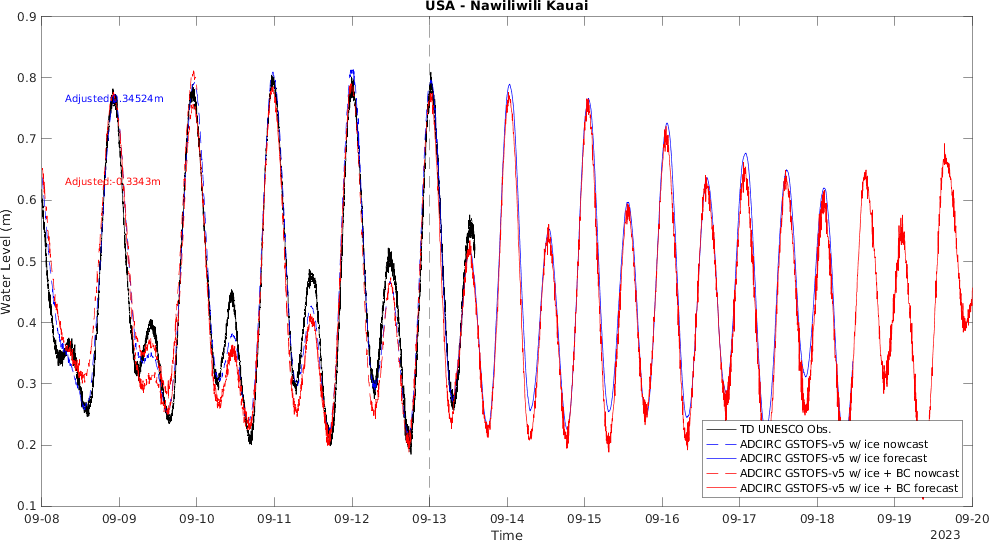 USA - Nawiliwili Kauai
0.9
0.8
0.7
0.6
0.5
0.4
0.3
0.2
0.1
Water Level (m)
Adjusted:-0.34524m
Adjusted:-0.3343m
TD UNESCO Obs.
ADCIRC GSTOFS-v5 w/ ice nowcast
ADCIRC GSTOFS-v5 w/ ice forecast
ADCIRC GSTOFS-v5 w/ ice + BC nowcast
ADCIRC GSTOFS-v5 w/ ice + BC forecast
09-08 09-09 09-10 09-11 09-12 09-13 09-14 09-15 09-16 09-17 09-18 09-19 09-20
Time
2023